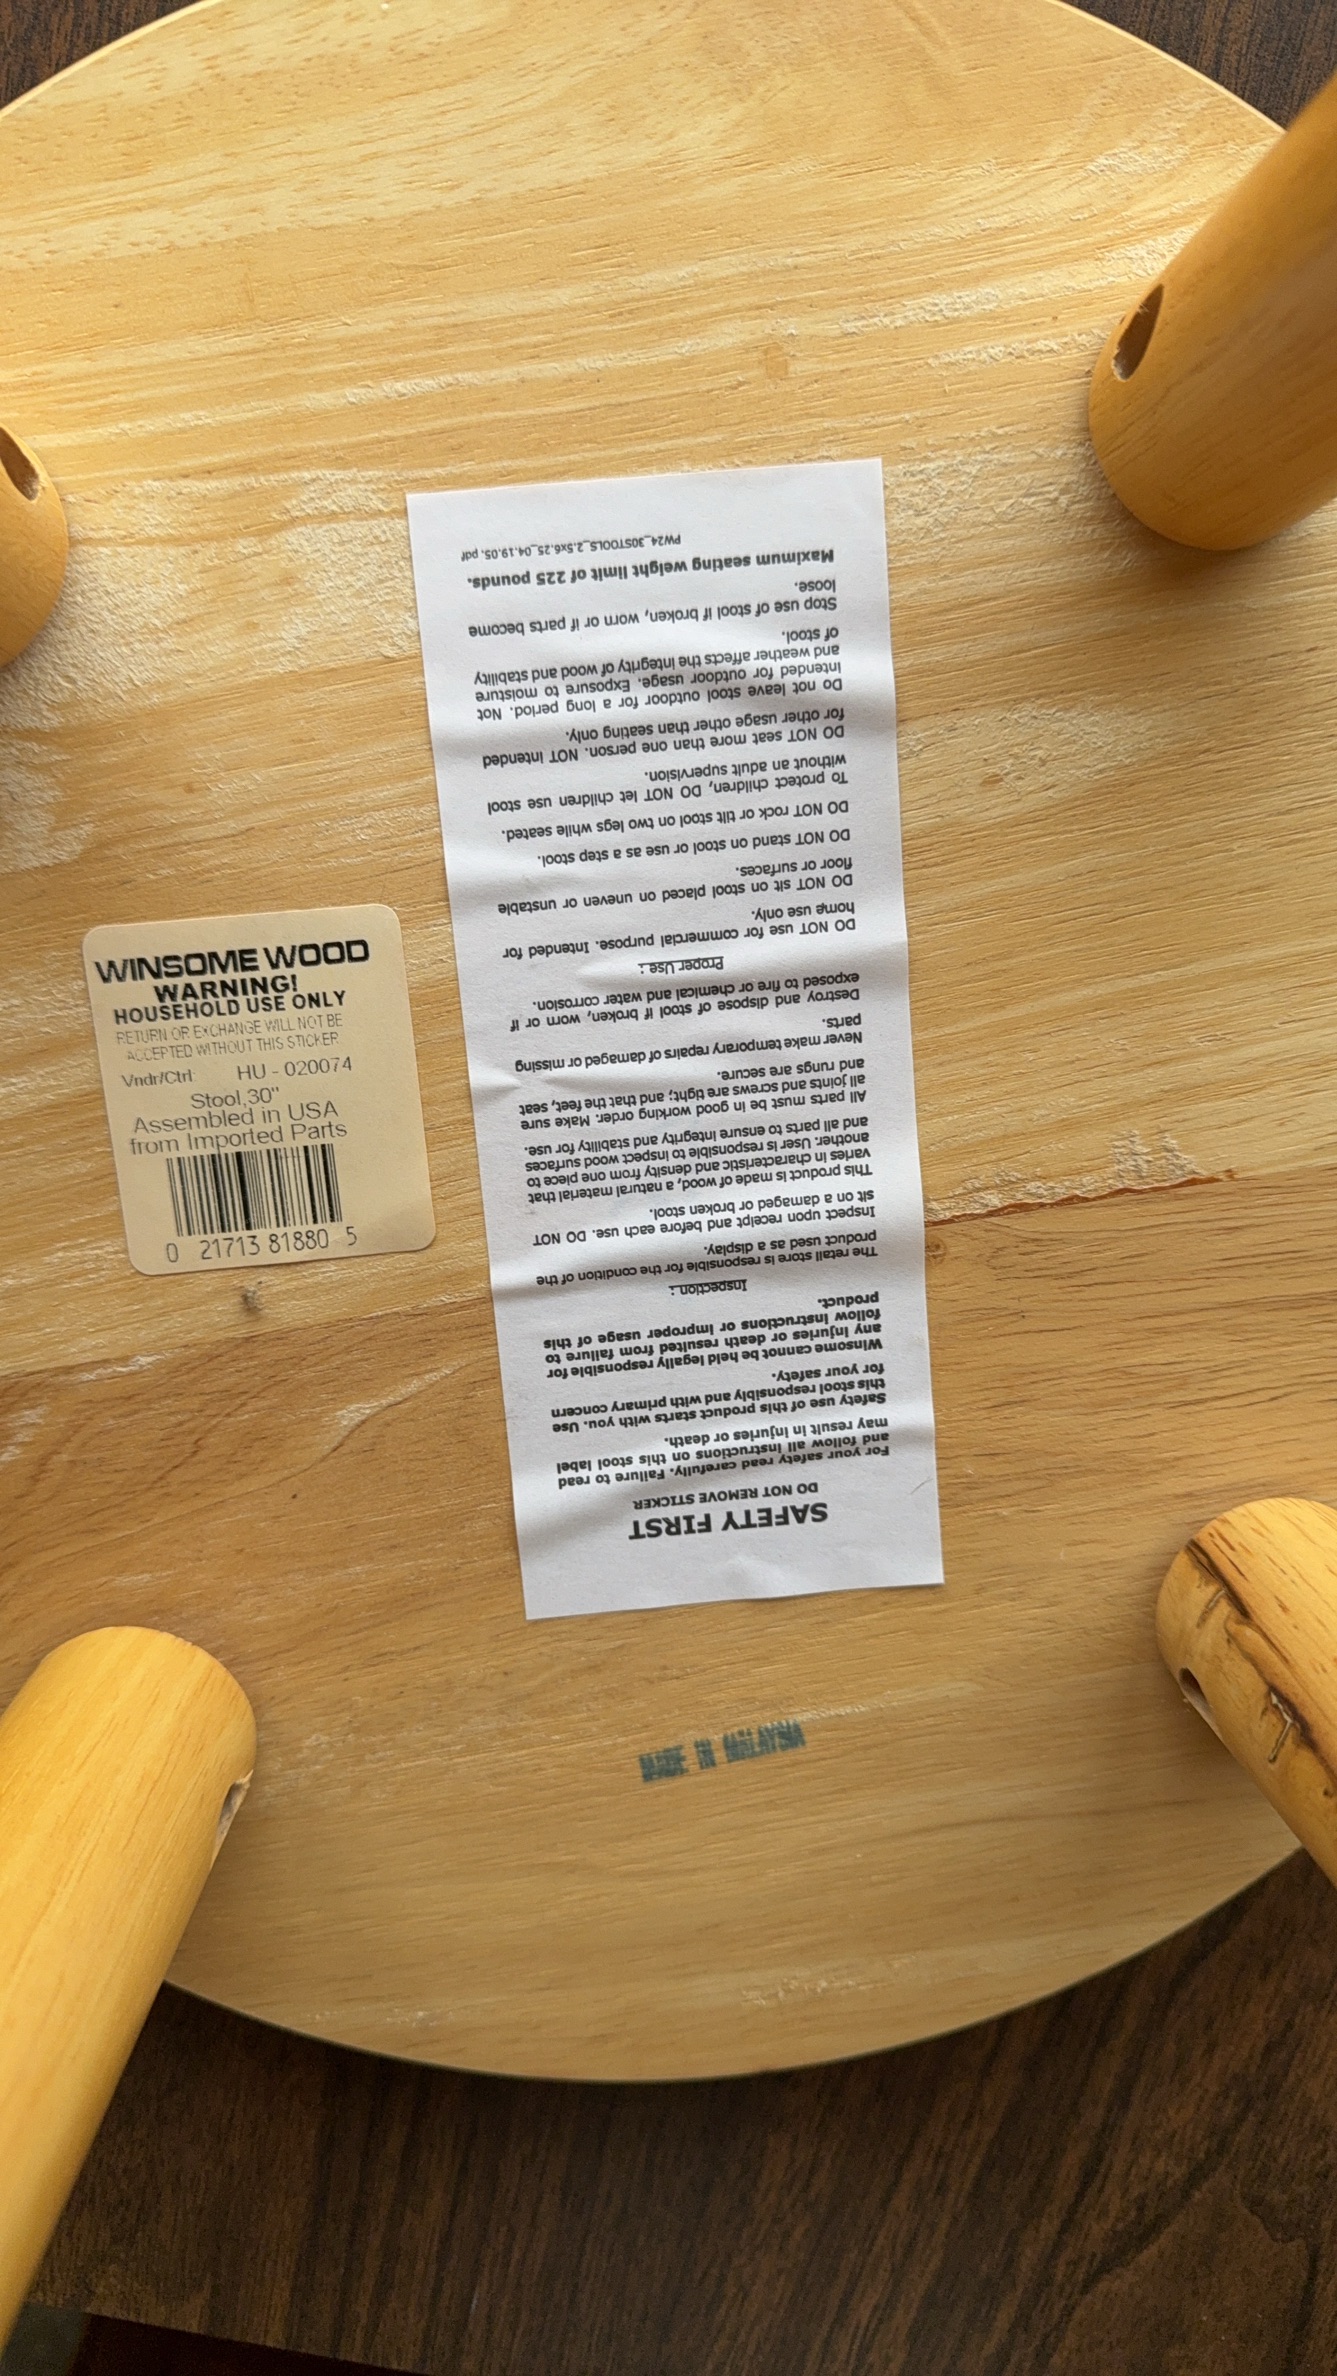 WINSOME WOOD
WARNING!
HOUSEHOLD USE ONLY
RETURN OR EXCHANGE WILL NOT BE
ACCEPTED WITHOUT THIS STICKER
Vndr/Ctrl: HU - 020074
Stool,30"
Assembled in USA
from Imported Parts
0 21713 81880 5
SAFETY FIRST
DO NOT REMOVE STICKER
For your safety read carefully. Failure to read
and follow all instructions on this stool label
may result in injuries or death.
Safety use of this product starts with you. Use
this stool responsibly and with primary concern
for your safety.
Winsome cannot be held legally responsible for
any injuries or death resulted from failure to
follow instructions or improper usage of this
product.
Inspection :
The retail store is responsible for the condition of the
product used as a display.
Inspect upon receipt and before each use. DO NOT
sit on a damaged or broken stool.
This product is made of wood, a natural material that
varies in characteristic and density from one piece to
another. User is responsible to inspect wood surfaces
and all parts to ensure integrity and stability for use.
All parts must be in good working order. Make sure
all joints and screws are tight; and that the feet, seat
and rungs are secure.
Never make temporary repairs of damaged or missing
parts.
Destroy and dispose of stool if broken, worn or if
exposed to fire or chemical and water corrosion.
Proper Use :
DO NOT use for commercial purpose. Intended for
home use only.
DO NOT sit on stool placed on uneven or unstable
floor or surfaces.
DO NOT stand on stool or use as a step stool.
DO NOT rock or tilt stool on two legs while seated.
To protect children, DO NOT let children use stool
without an adult supervision.
DO NOT seat more than one person. NOT intended
for other usage other than seating only.
Do not leave stool outdoor for a long period. Not
intended for outdoor usage. Exposure to moisture
and weather affects the integrity of wood and stability
of stool.
Stop use of stool if broken, worn or if parts become
loose.
Maximum seating weight limit of 225 pounds.
PW24_30STOOLS_2.5x6.25_04.19.05. pdf
MADE IN MALAYSIA